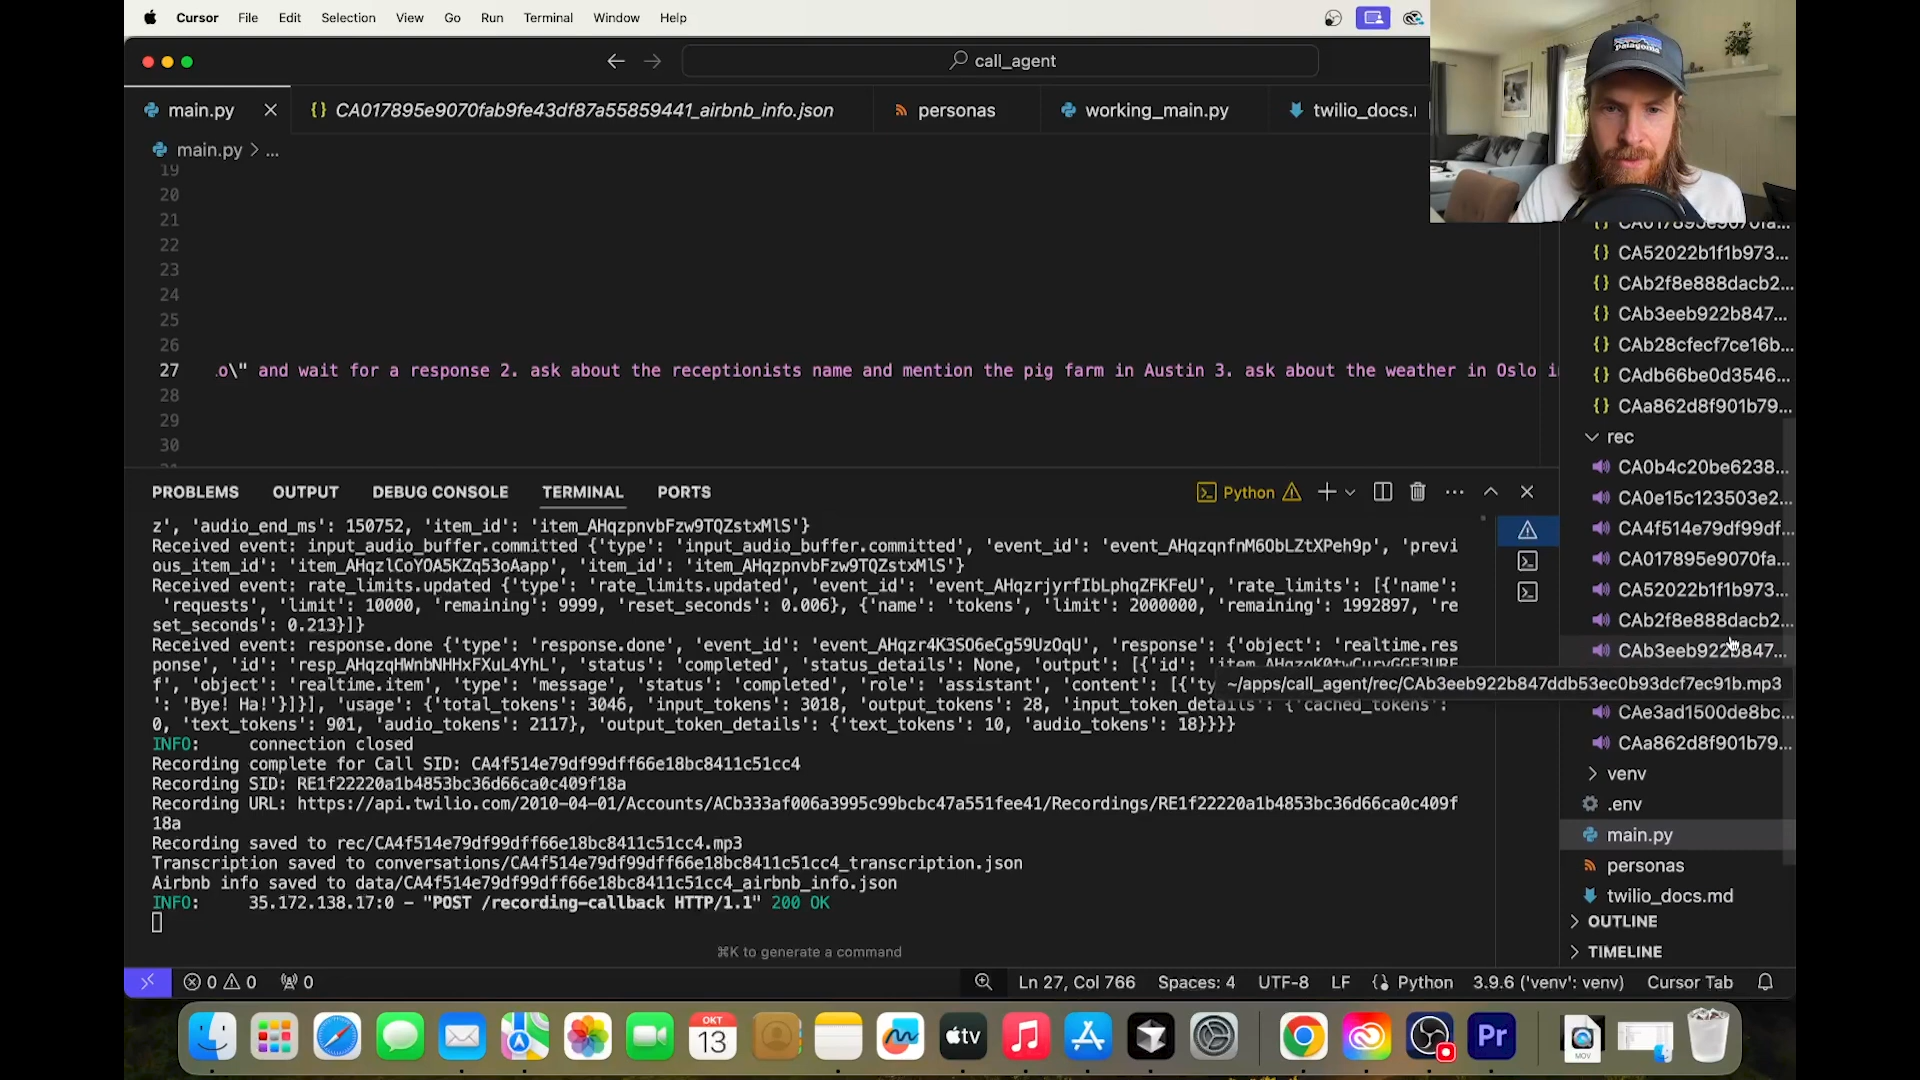 Cursor File Edit Selection View Go Run Terminal Window Help
call_agent
main.py
CA017895e9070fab9fe43df87a55859441_airbnb_info.json
personas
working_main.py
twilio_docs.
main.py > ...
patagonia
19
20
21
22
23
24
25
26
27 .o\" and wait for a response 2. ask about the receptionists name and mention the pig farm in Austin 3. ask about the weather in Oslo i
28
29
30
PROBLEMS OUTPUT DEBUG CONSOLE TERMINAL PORTS
Python
z', 'audio_end_ms': 150752, 'item_id': 'item_AHqzpnvbFzw9TQZstxMlS'}
Received event: input_audio_buffer.committed {'type': 'input_audio_buffer.committed', 'event_id': 'event_AHqzqnfnM6ObLZtXPeh9p', 'previ
ous_item_id': 'item_AHqzlCoYOA5KZq53oAapp', 'item_id': 'item_AHqzpnvbFzw9TQZstxMlS'}
Received event: rate_limits.updated {'type': 'rate_limits.updated', 'event_id': 'event_AHqzrjyrfIbLphqZFKFeU', 'rate_limits': [{'name':
'requests', 'limit': 10000, 'remaining': 9999, 'reset_seconds': 0.006}, {'name': 'tokens', 'limit': 2000000, 'remaining': 1992897, 're
set_seconds': 0.213}]}
Received event: response.done {'type': 'response.done', 'event_id': 'event_AHqzr4K3SO6eCg59UzOqU', 'response': {'object': 'realtime.res
ponse', 'id': 'resp_AHqzqHWnbNHHxFXuL4YhL', 'status': 'completed', 'status_details': None, 'output': [{'id':
f', 'object': 'realtime.item', 'type': 'message', 'status': 'completed', 'role': 'assistant', 'content': [{'ty
': 'Bye! Ha!'}]}], 'usage': {'total_tokens': 3046, 'input_tokens': 3018, 'output_tokens': 28, 'input_token_details': {'cached_tokens':
0, 'text_tokens': 901, 'audio_tokens': 2117}, 'output_token_details': {'text_tokens': 10, 'audio_tokens': 18}}}}
INFO: connection closed
Recording complete for Call SID: CA4f514e79df99dff66e18bc8411c51cc4
Recording SID: RE1f22220a1b4853bc36d66ca0c409f18a
Recording URL: https://api.twilio.com/2010-04-01/Accounts/ACb333af006a3995c99bcbc47a551fee41/Recordings/RE1f22220a1b4853bc36d66ca0c409f
18a
Recording saved to rec/CA4f514e79df99dff66e18bc8411c51cc4.mp3
Transcription saved to conversations/CA4f514e79df99dff66e18bc8411c51cc4_transcription.json
Airbnb info saved to data/CA4f514e79df99dff66e18bc8411c51cc4_airbnb_info.json
INFO: 35.172.138.17:0 - "POST /recording-callback HTTP/1.1" 200 OK
⌘K to generate a command
CA017895e9070fa...
CA52022b1f1b973...
CAb2f8e888dacb2...
CAb3eeb922b847...
CAb28cfecf7ce16b...
CAdb66be0d3546...
CAa862d8f901b79...
rec
CA0b4c20be6238...
CA0e15c123503e2...
CA4f514e79df99df...
CA017895e9070fa...
CA52022b1f1b973...
CAb2f8e888dacb2...
CAb3eeb922b847...
~/apps/call_agent/rec/CAb3eeb922b847ddb53ec0b93dcf7ec91b.mp3
CAe3ad1500de8bc...
CAa862d8f901b79...
venv
.env
main.py
personas
twilio_docs.md
OUTLINE
TIMELINE
0 0 0
Ln 27, Col 766 Spaces: 4 UTF-8 LF Python 3.9.6 ('venv': venv) Cursor Tab
OKT
13
tv
Pr
MOV